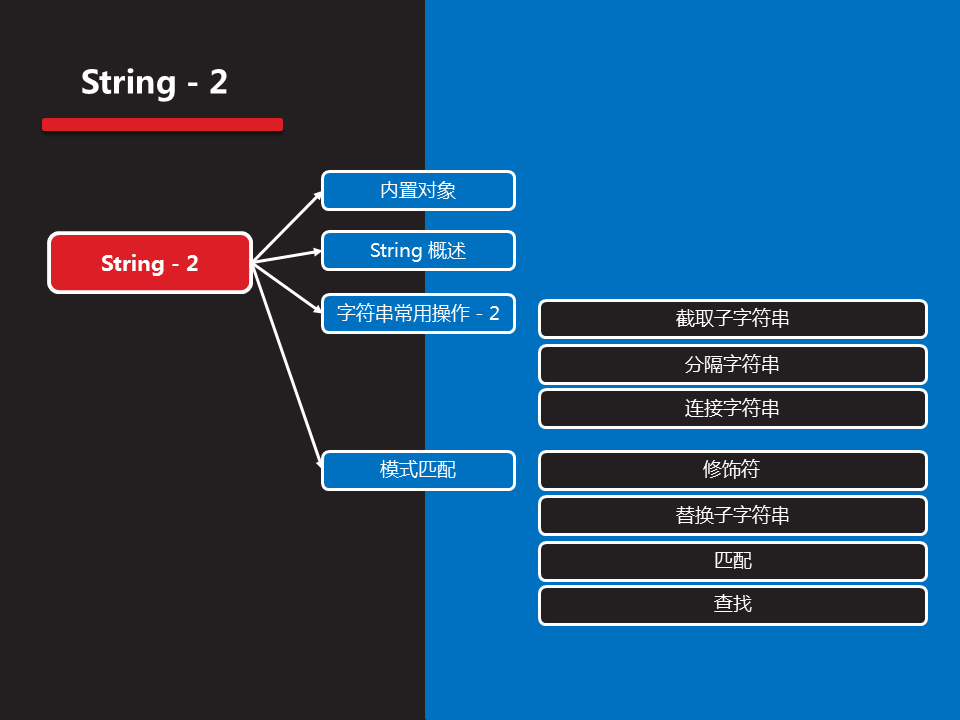 String - 2
String - 2
内置对象
String 概述
字符串常用操作 - 2
截取子字符串
分隔字符串
连接字符串
模式匹配
修饰符
替换子字符串
匹配
查找